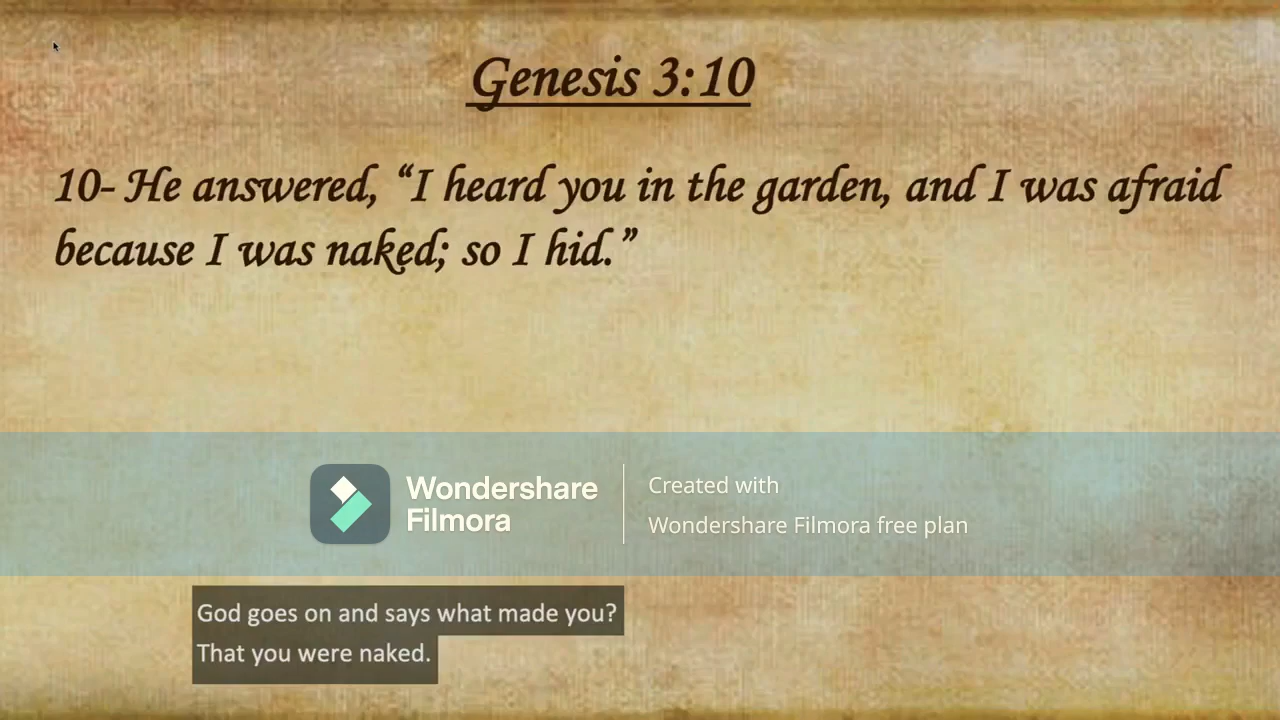 Genesis 3:10
10- He answered, “I heard you in the garden, and I was afraid
because I was naked; so I hid.”
Wondershare
Filmora
Created with
Wondershare Filmora free plan
God goes on and says what made you?
That you were naked.